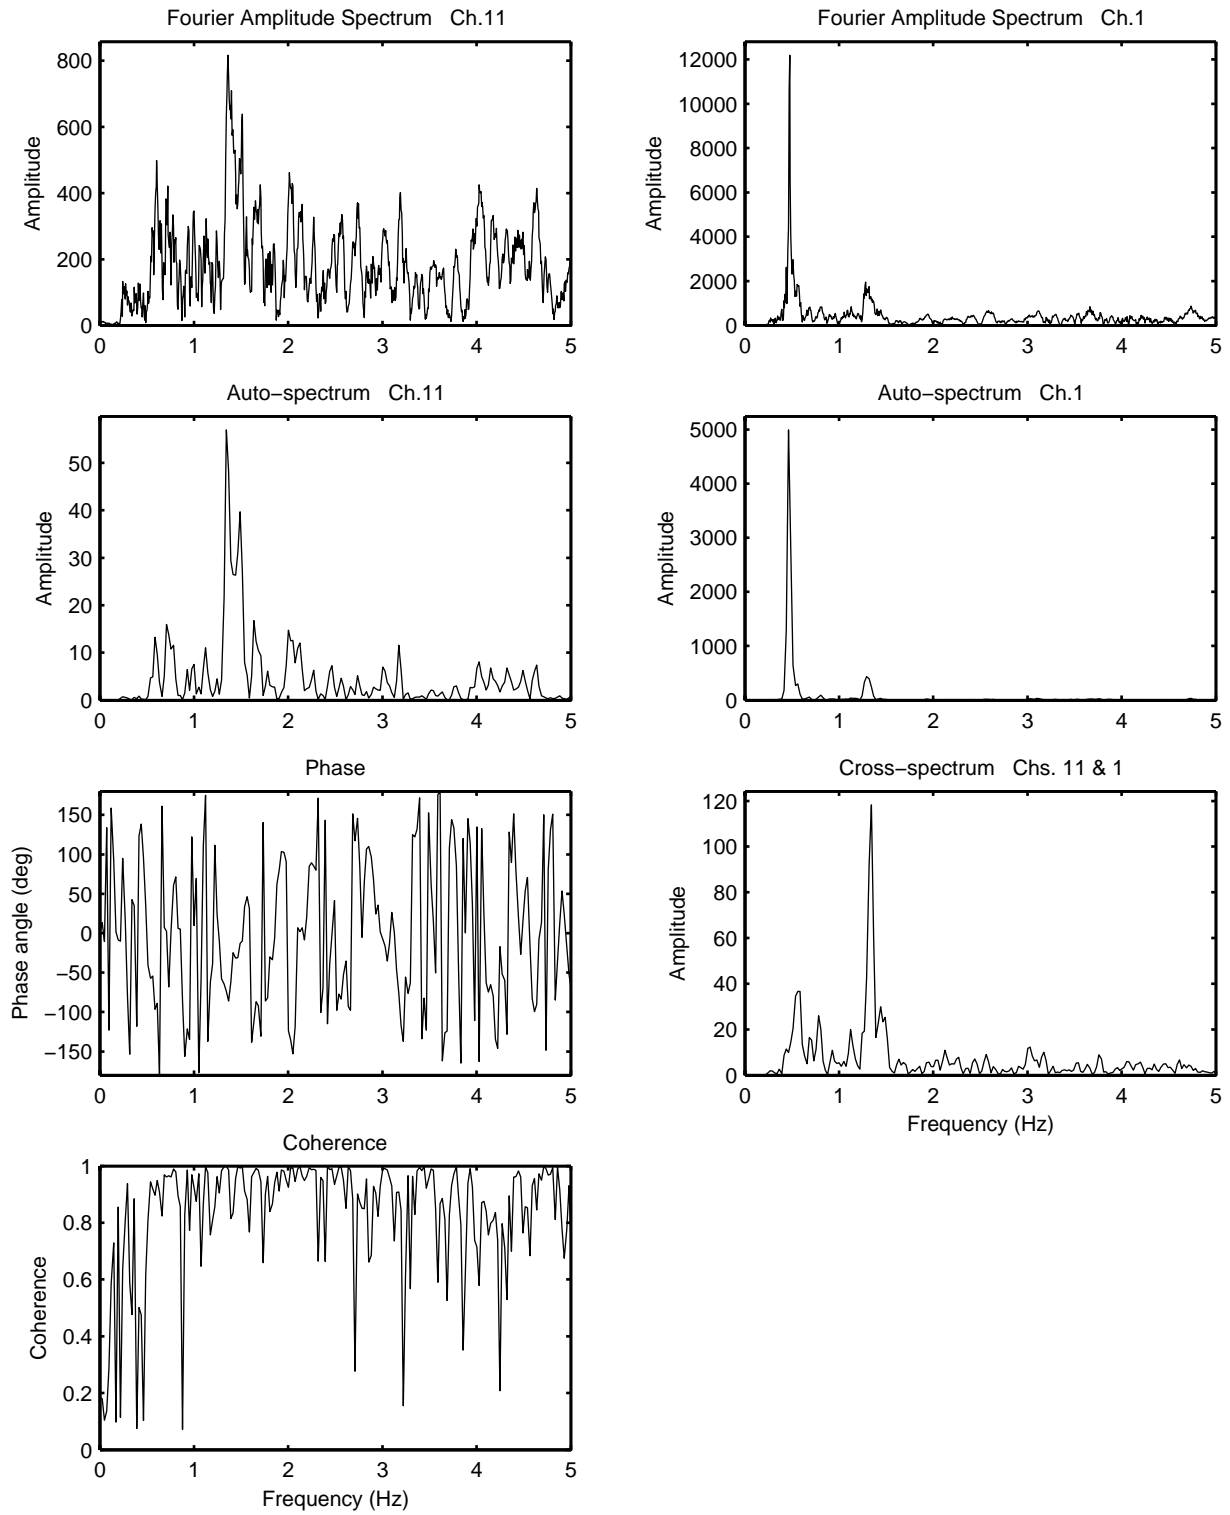 Fourier Amplitude Spectrum Ch.11
800
600
400
200
0
Amplitude
0 1 2 3 4 5
Fourier Amplitude Spectrum Ch.1
12000
10000
8000
6000
4000
2000
0
Amplitude
0 1 2 3 4 5
Auto−spectrum Ch.11
50
40
30
20
10
0
Amplitude
0 1 2 3 4 5
Auto−spectrum Ch.1
5000
4000
3000
2000
1000
0
Amplitude
0 1 2 3 4 5
Phase
150
100
50
0
−50
−100
−150
Phase angle (deg)
0 1 2 3 4 5
Cross−spectrum Chs. 11 & 1
120
100
80
60
40
20
0
Amplitude
0 1 2 3 4 5
Frequency (Hz)
Coherence
1
0.8
0.6
0.4
0.2
0
Coherence
0 1 2 3 4 5
Frequency (Hz)